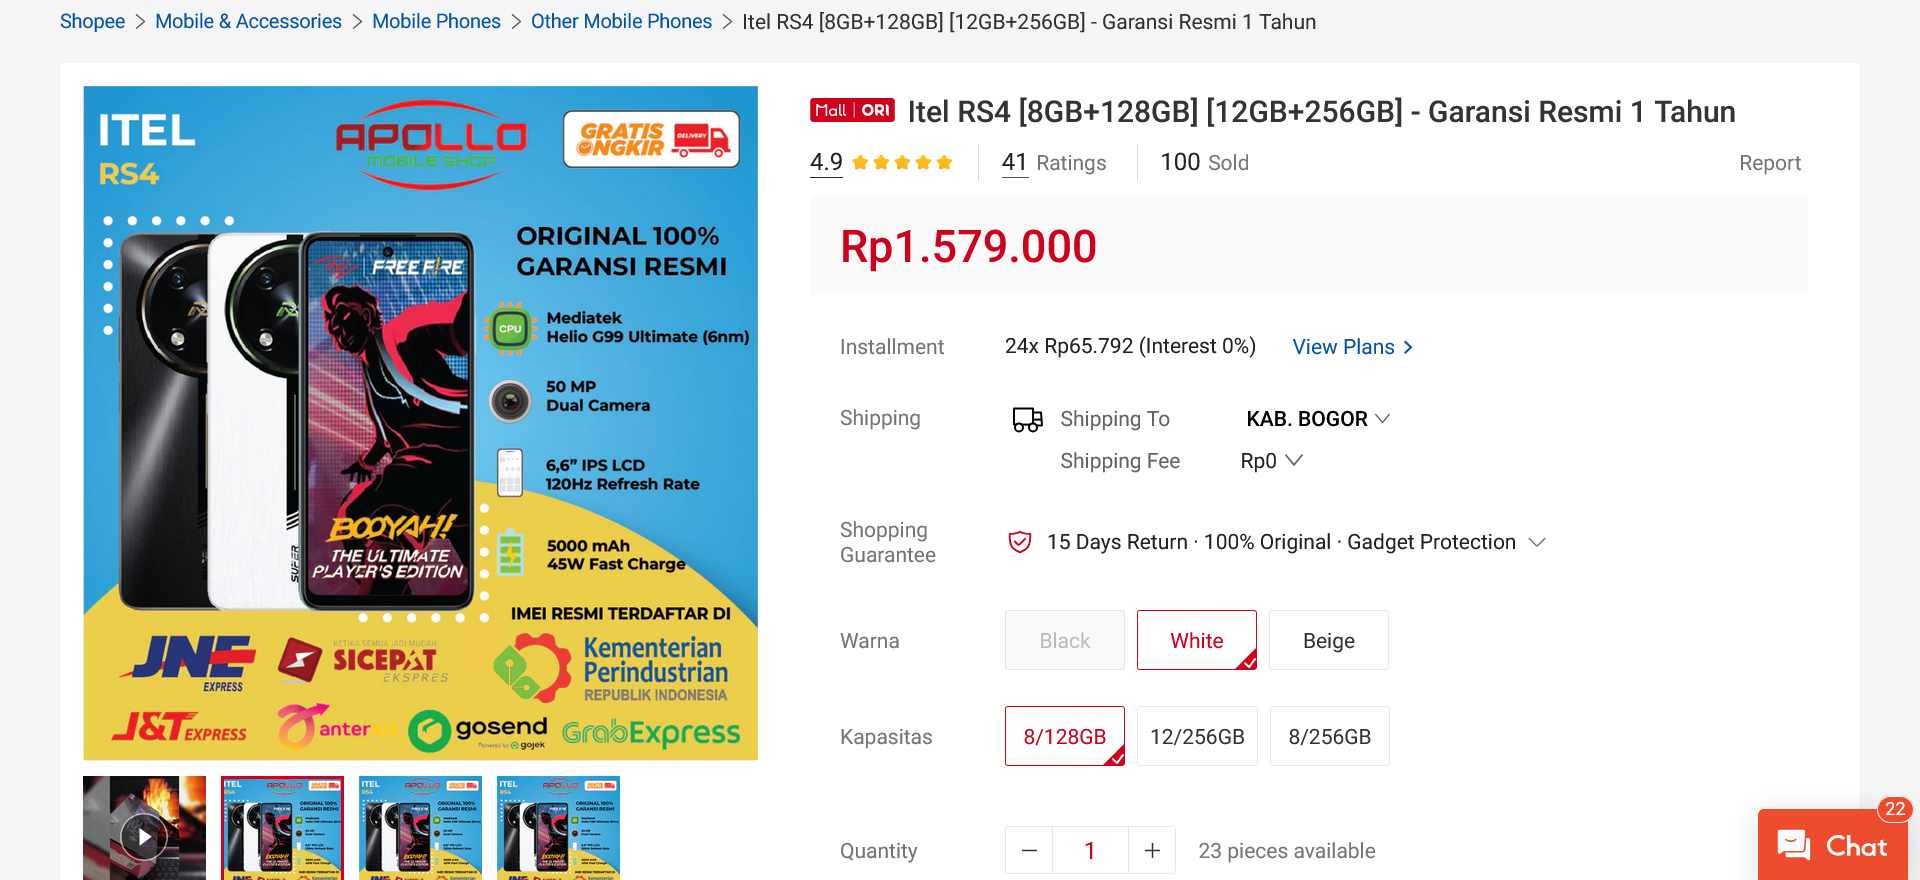 Shopee > Mobile & Accessories > Mobile Phones > Other Mobile Phones > Itel RS4 [8GB+128GB] [12GB+256GB] - Garansi Resmi 1 Tahun
ITEL
RS4
APOLLO
MOBILE SHOP
GRATIS
ONGKIR
DELIVERY
ORIGINAL 100%
GARANSI RESMI
FREE FIRE
CPU
Mediatek
Helio G99 Ultimate (6nm)
50 MP
Dual Camera
6,6” IPS LCD
120Hz Refresh Rate
BOOYAH!
THE ULTIMATE
PLAYER'S EDITION
SUPER
5000 mAh
45W Fast Charge
IMEI RESMI TERDAFTAR DI
JNE
EXPRESS
KETIKA SEMUA JADI MUDAH
SICEPAT
EKSPRES
Kementerian
Perindustrian
REPUBLIK INDONESIA
J&T EXPRESS
anteraja
gosend
Powered by gojek
GrabExpress
Mall | ORI Itel RS4 [8GB+128GB] [12GB+256GB] - Garansi Resmi 1 Tahun
4.9 41 Ratings 100 Sold Report
Rp1.579.000
Installment 24x Rp65.792 (Interest 0%) View Plans
Shipping Shipping To KAB. BOGOR
Shipping Fee Rp0
Shopping
Guarantee
15 Days Return · 100% Original · Gadget Protection
Warna Black White Beige
Kapasitas 8/128GB 12/256GB 8/256GB
Quantity − 1 + 23 pieces available
22
Chat